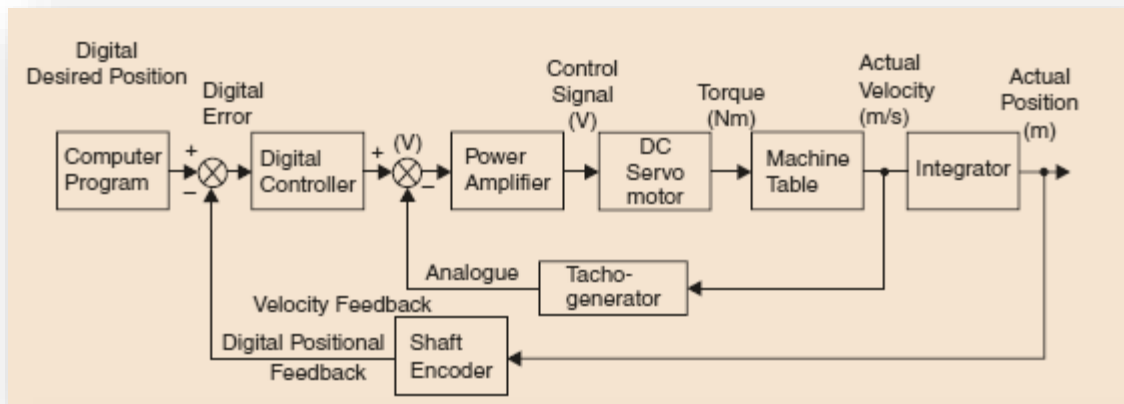 Digital
Desired Position
Digital
Error
Control
Signal
(V)
Torque
(Nm)
Actual
Velocity
(m/s)
Actual
Position
(m)
+
−
Computer
Program
Digital
Controller
+
(V)
−
Power
Amplifier
DC
Servo
motor
Machine
Table
Integrator
Analogue
Tacho-
generator
Velocity Feedback
Digital Positional
Feedback
Shaft
Encoder